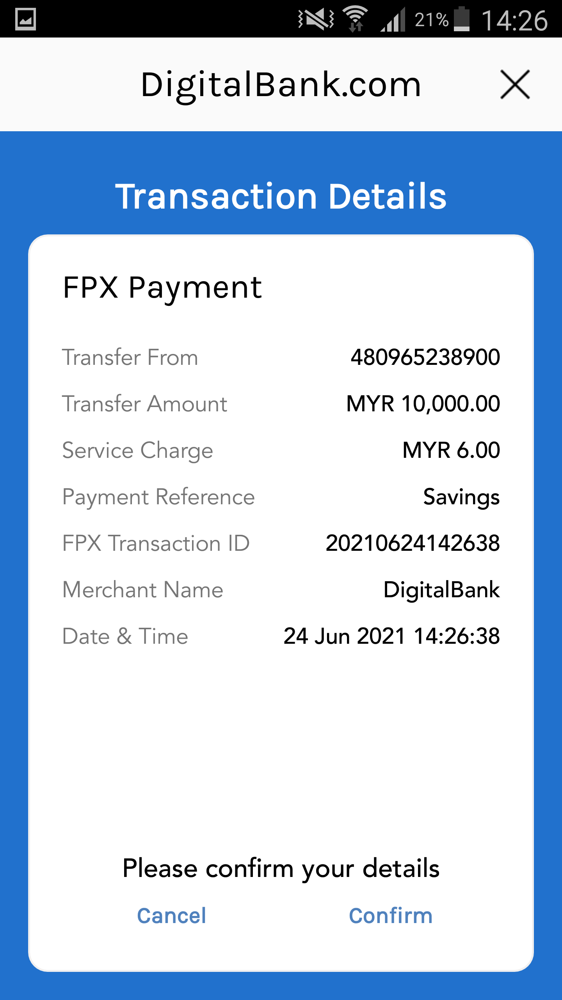 21% 14:26
DigitalBank.com
Transaction Details
FPX Payment
Transfer From 480965238900
Transfer Amount MYR 10,000.00
Service Charge MYR 6.00
Payment Reference Savings
FPX Transaction ID 20210624142638
Merchant Name DigitalBank
Date & Time 24 Jun 2021 14:26:38
Please confirm your details
Cancel Confirm